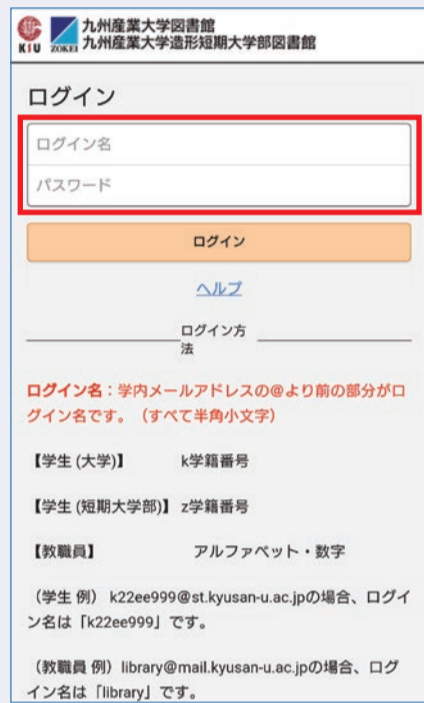 KSU ZOKEI 九州産業大学図書館
九州産業大学造形短期大学部図書館
ログイン
ログイン名
パスワード
ログイン
ヘルプ
ログイン方
法
ログイン名：学内メールアドレスの@より前の部分がロ
グイン名です。（すべて半角小文字）
【学生 (大学)】 k学籍番号
【学生 (短期大学部)】 z学籍番号
【教職員】 アルファベット・数字
（学生 例） k22ee999@st.kyusan-u.ac.jpの場合、ログイ
ン名は「k22ee999」です。
（教職員 例）library@mail.kyusan-u.ac.jpの場合、ログ
イン名は「library」です。